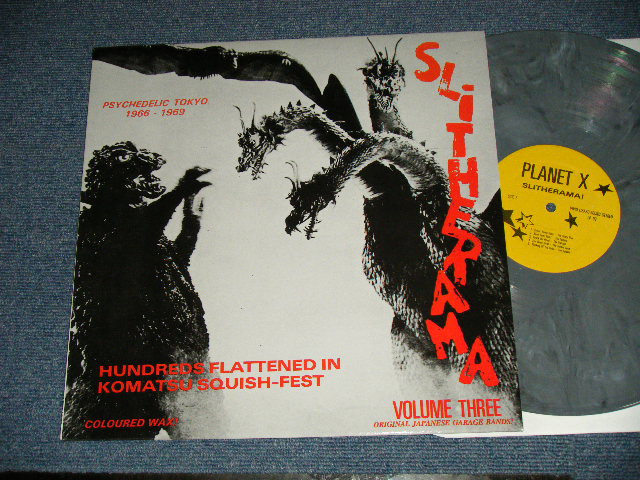 PSYCHEDELIC TOKYO
1966 - 1969
SLiTHERAMA
HUNDREDS FLATTENED IN
KOMATSU SQUISH-FEST
COLOURED WAX!
VOLUME THREE
ORIGINAL JAPANESE GARAGE BANDS!
PLANET X
SLITHERAMA!